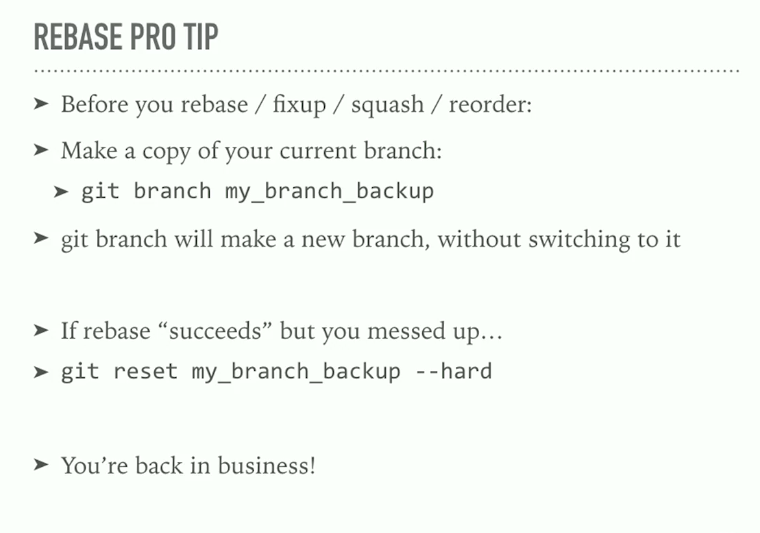 REBASE PRO TIP
➤ Before you rebase / fixup / squash / reorder:
➤ Make a copy of your current branch:
➤ git branch my_branch_backup
➤ git branch will make a new branch, without switching to it
➤ If rebase “succeeds” but you messed up…
➤ git reset my_branch_backup --hard
➤ You’re back in business!